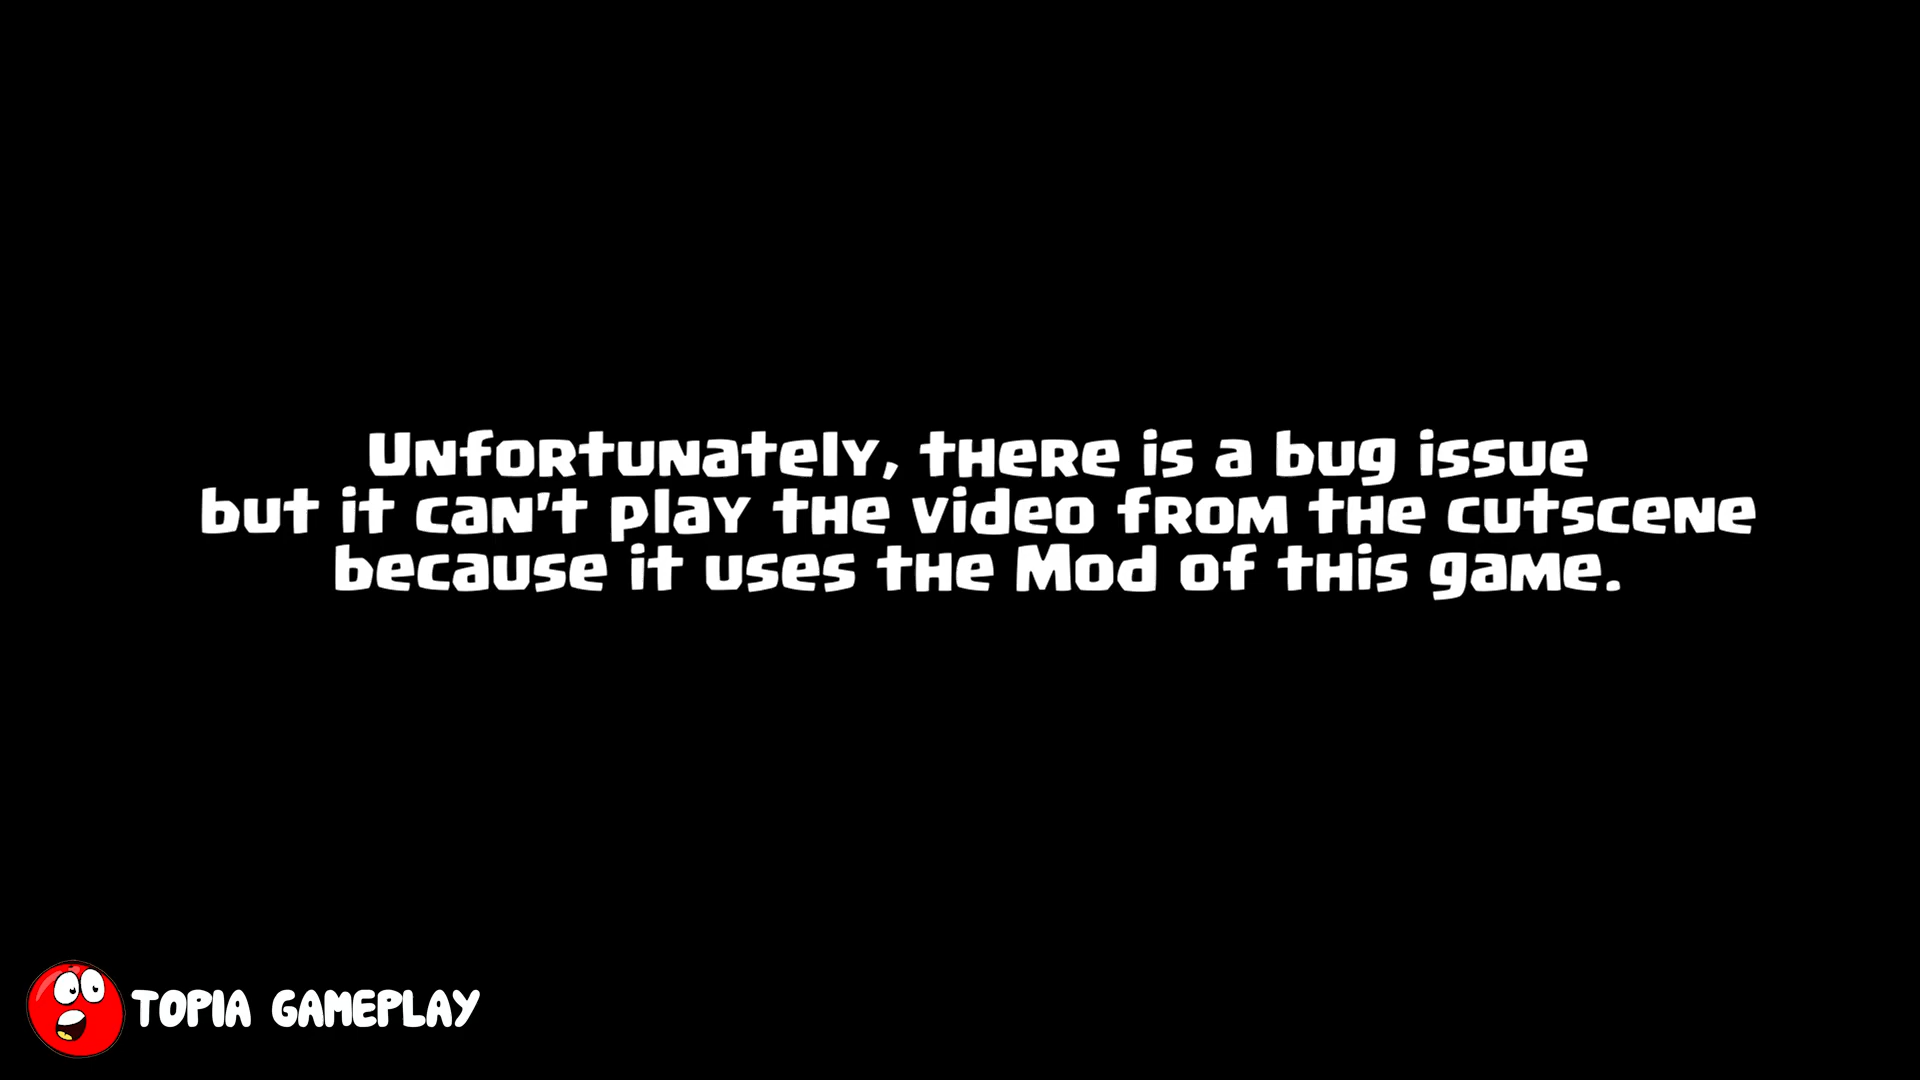 Unfortunately, there is a bug issue
but it can't play the video from the cutscene
because it uses the Mod of this game.
TOPIA GAMEPLAY